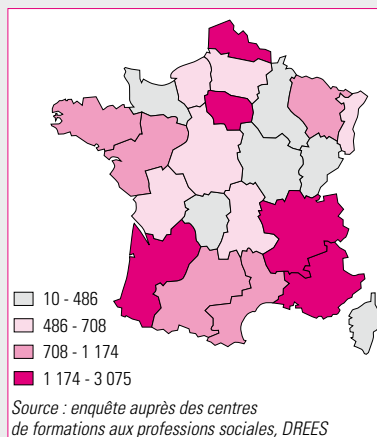 10 - 486
486 - 708
708 - 1 174
1 174 - 3 075
Source : enquête auprès des centres
de formations aux professions sociales, DREES